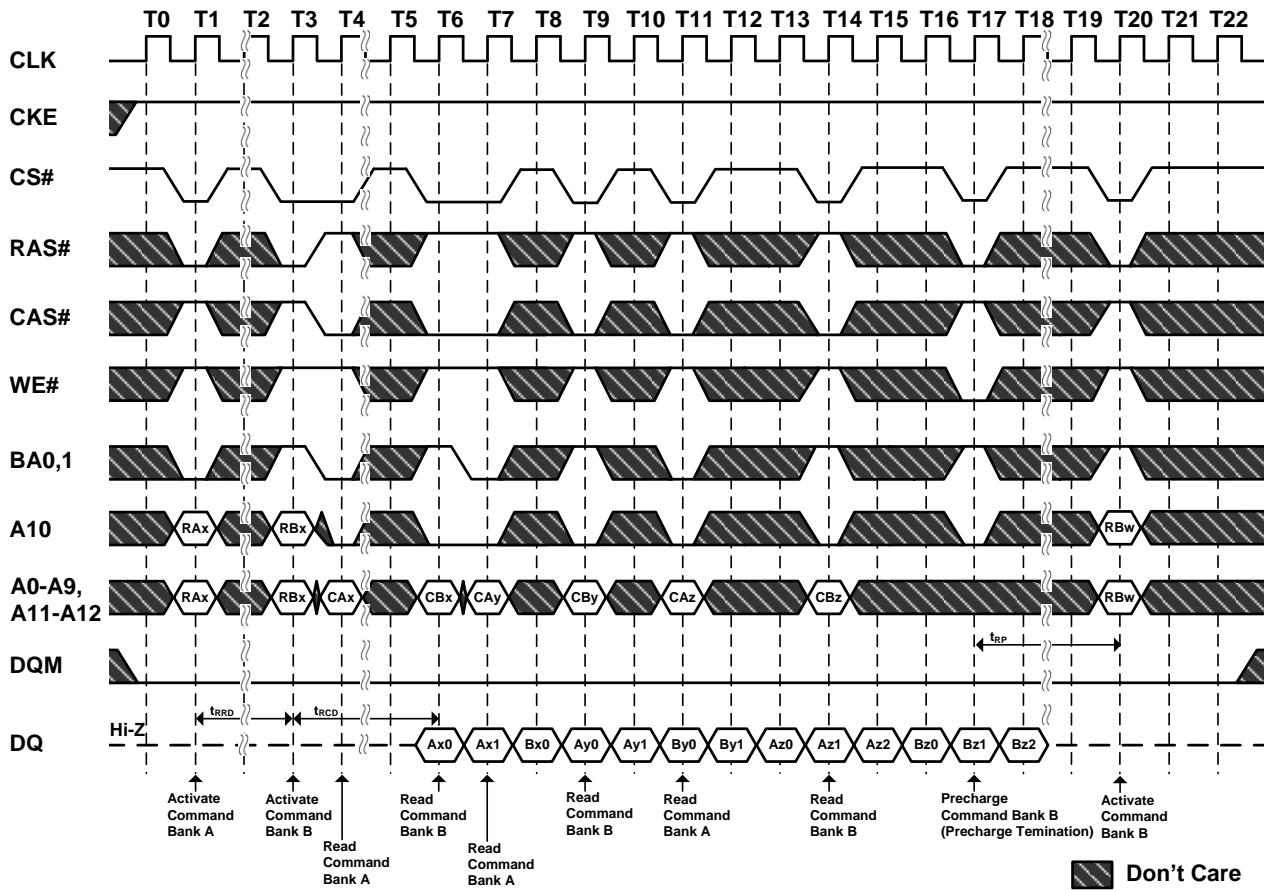 T0 T1 T2 T3 T4 T5 T6 T7 T8 T9 T10 T11 T12 T13 T14 T15 T16 T17 T18 T19 T20 T21 T22
CLK
CKE
CS#
RAS#
CAS#
WE#
BA0,1
A10
RAx RBx RBw
A0-A9,
A11-A12
RAx RBx CAx CBx CAy CBy CAz CBz RBw
DQM
tRP
tRRD tRCD
Hi-Z
DQ
Ax0 Ax1 Bx0 Ay0 Ay1 By0 By1 Az0 Az1 Az2 Bz0 Bz1 Bz2
Activate
Command
Bank A
Activate
Command
Bank B
Read
Command
Bank A
Read
Command
Bank B
Read
Command
Bank A
Read
Command
Bank B
Read
Command
Bank A
Read
Command
Bank B
Precharge
Command Bank B
(Precharge Temination)
Activate
Command
Bank B
Don't Care